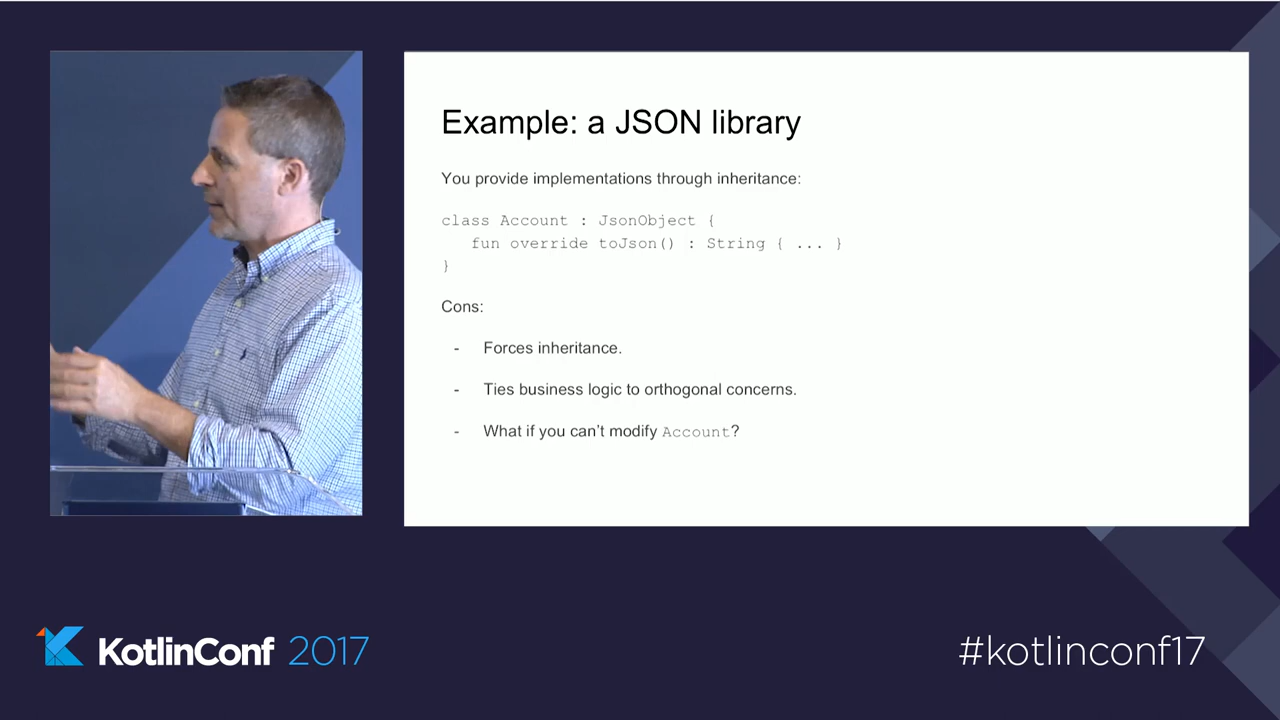 Example: a JSON library
You provide implementations through inheritance:
class Account : JsonObject {
fun override toJson() : String { ... }
}
Cons:
- Forces inheritance.
- Ties business logic to orthogonal concerns.
- What if you can't modify Account?
KotlinConf 2017
#kotlinconf17